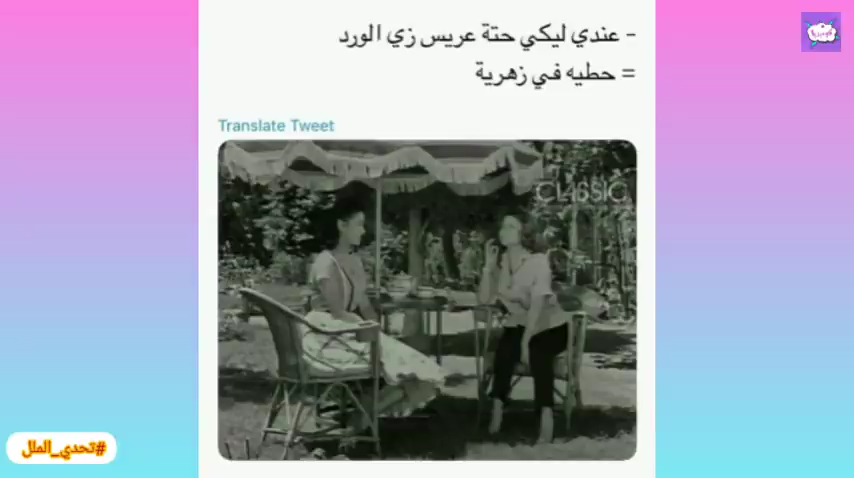 - عندي ليكي حتة عريس زي الورد
= حطيه في زهرية
Translate Tweet
CLASSIC
#تحدي_الملل